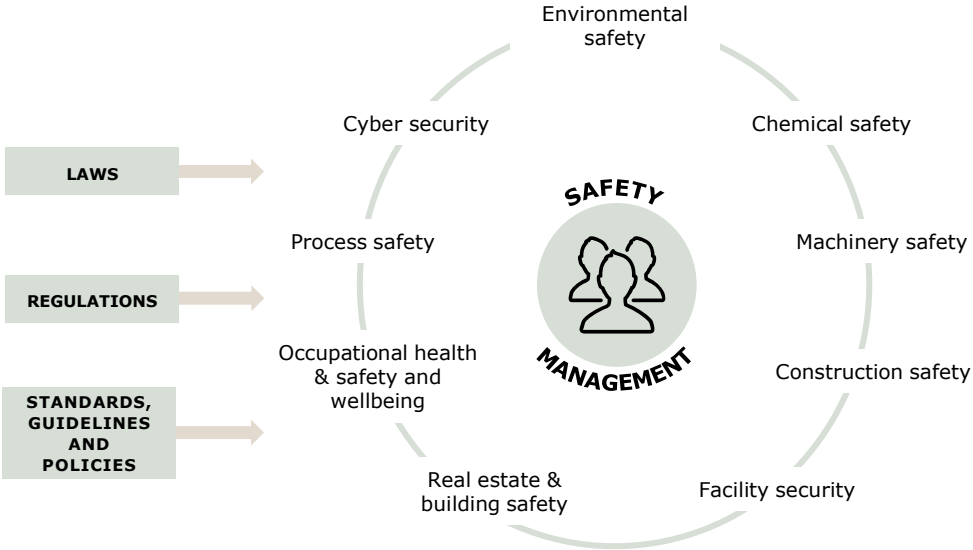 Environmental
safety
Cyber security
Chemical safety
LAWS
SAFETY
Process safety
Machinery safety
REGULATIONS
MANAGEMENT
Occupational health
& safety and
wellbeing
Construction safety
STANDARDS,
GUIDELINES
AND
POLICIES
Real estate &
building safety
Facility security